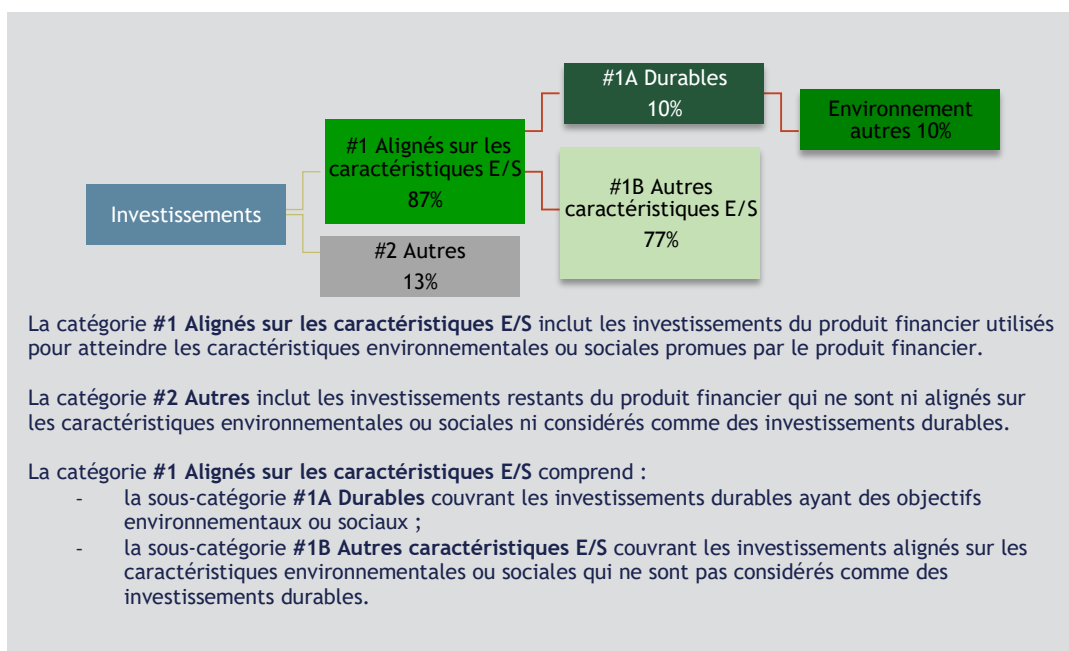 #1A Durables
10%
Environnement
autres 10%
#1 Alignés sur les
caractéristiques E/S
87%
#1B Autres
caractéristiques E/S
77%
Investissements
#2 Autres
13%
La catégorie #1 Alignés sur les caractéristiques E/S inclut les investissements du produit financier utilisés
pour atteindre les caractéristiques environnementales ou sociales promues par le produit financier.
La catégorie #2 Autres inclut les investissements restants du produit financier qui ne sont ni alignés sur
les caractéristiques environnementales ou sociales ni considérés comme des investissements durables.
La catégorie #1 Alignés sur les caractéristiques E/S comprend :
- la sous-catégorie #1A Durables couvrant les investissements durables ayant des objectifs
environnementaux ou sociaux ;
- la sous-catégorie #1B Autres caractéristiques E/S couvrant les investissements alignés sur les
caractéristiques environnementales ou sociales qui ne sont pas considérés comme des
investissements durables.